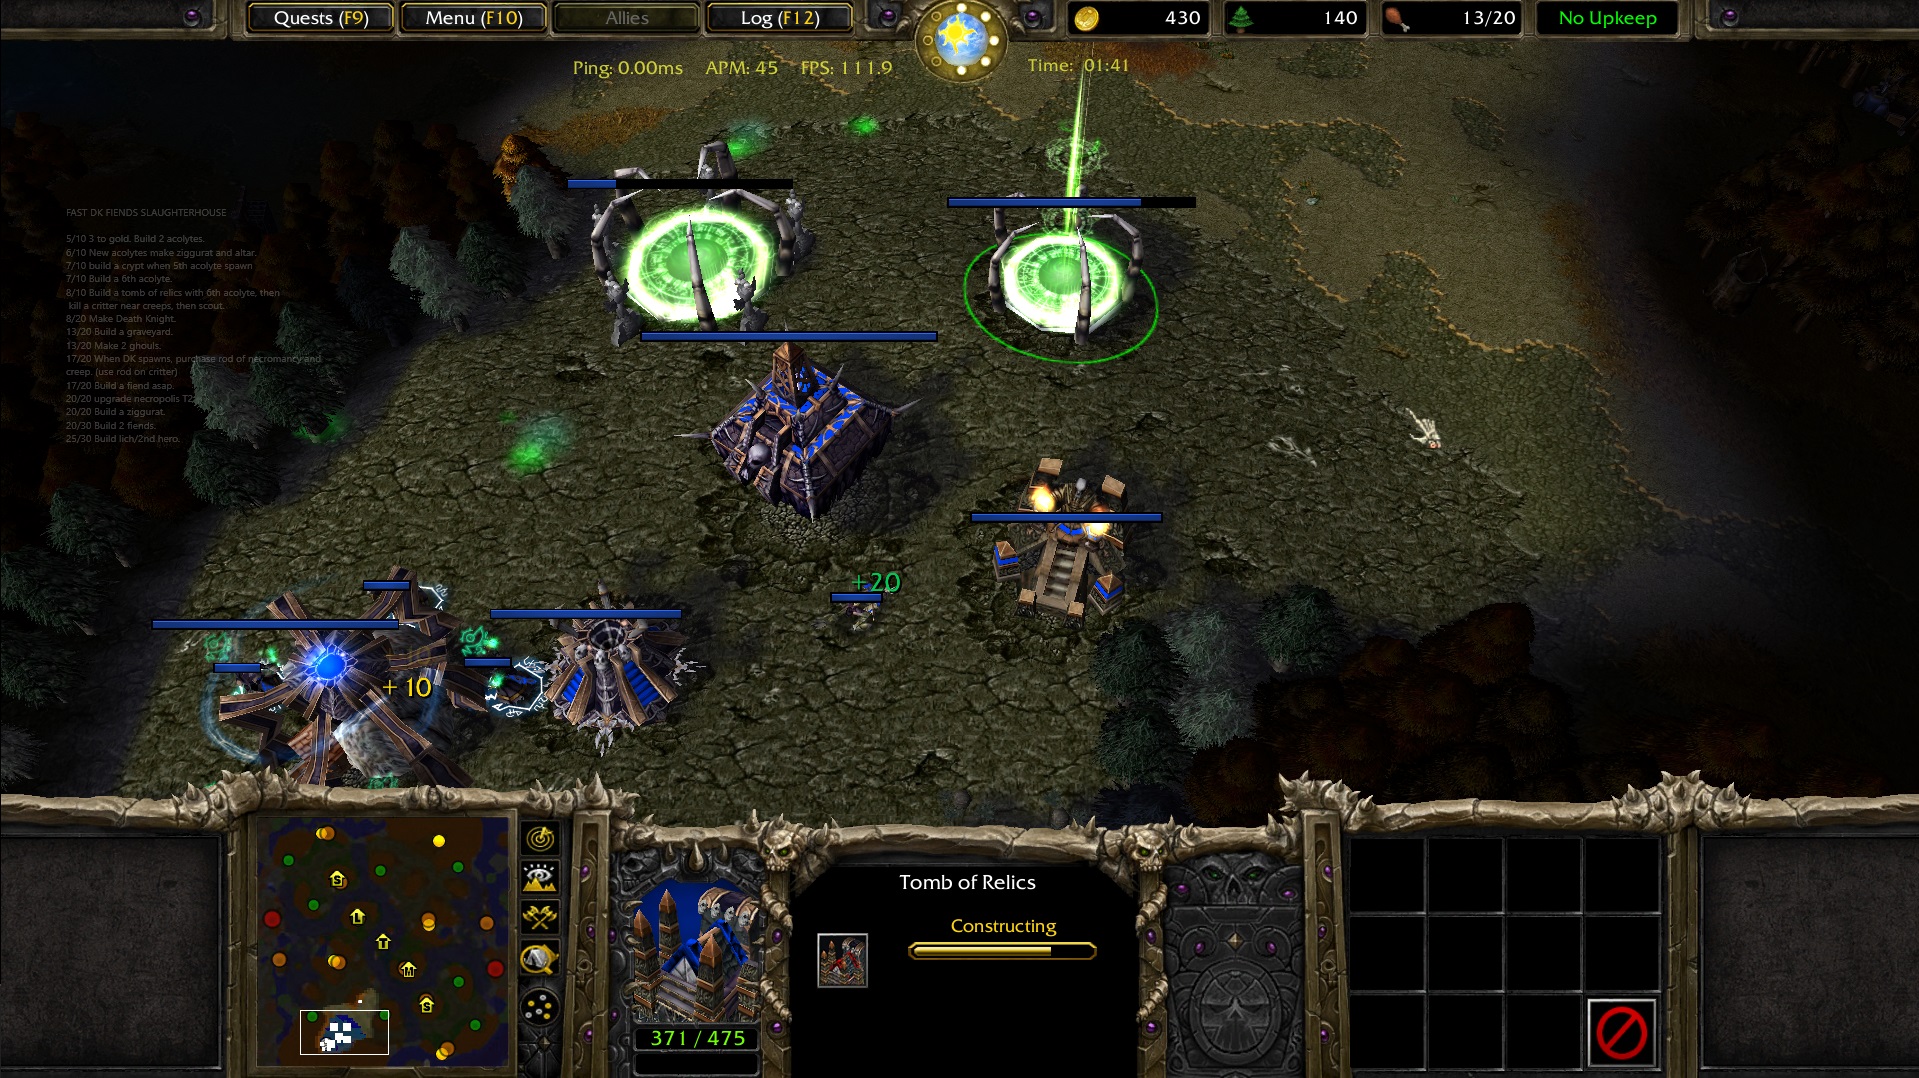 Quests (F9)
Menu (F10)
Allies
Log (F12)
430
140
13/20
No Upkeep
Ping: 0.00ms
APM: 45
FPS: 111.9
Time: 01:41
FAST DK FIENDS SLAUGHTERHOUSE
5/10 3 to gold. Build 2 acolytes.
6/10 New acolytes make ziggurat and altar.
7/10 build a crypt when 5th acolyte spawn
7/10 Build a 6th acolyte.
8/10 Build a tomb of relics with 6th acolyte, then
kill a critter near creeps, then scout.
8/20 Make Death Knight.
13/20 Build a graveyard.
13/20 Make 2 ghouls.
17/20 When DK spawns, purchase rod of necromancy and
creep. (use rod on critter)
17/20 Build a fiend asap.
20/20 upgrade necropolis T2.
20/20 Build a ziggurat.
20/30 Build 2 fiends.
25/30 Build lich/2nd hero.
+20
+ 10
S
L
T
M
S
Tomb of Relics
Constructing
371 / 475